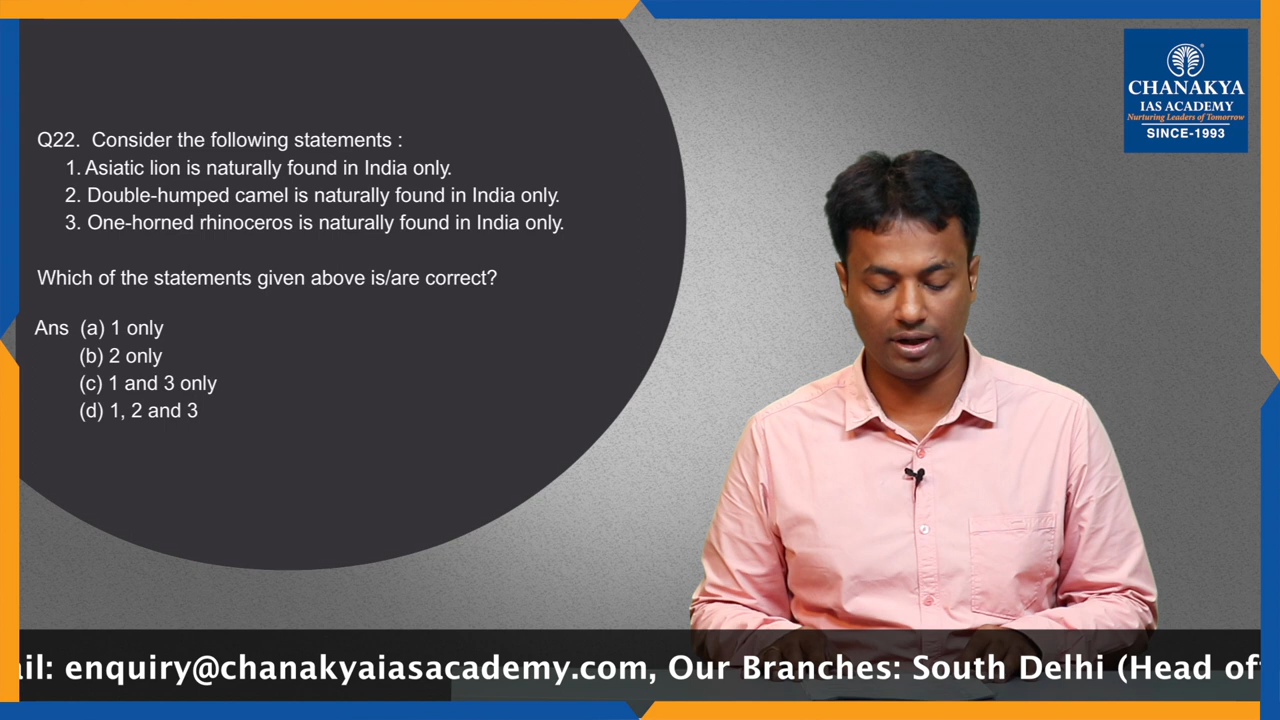 CHANAKYA
IAS ACADEMY
Nurturing Leaders of Tomorrow
SINCE-1993
Q22. Consider the following statements :
1. Asiatic lion is naturally found in India only.
2. Double-humped camel is naturally found in India only.
3. One-horned rhinoceros is naturally found in India only.
Which of the statements given above is/are correct?
Ans (a) 1 only
(b) 2 only
(c) 1 and 3 only
(d) 1, 2 and 3
ail: enquiry@chanakyaiasacademy.com, Our Branches: South Delhi (Head of